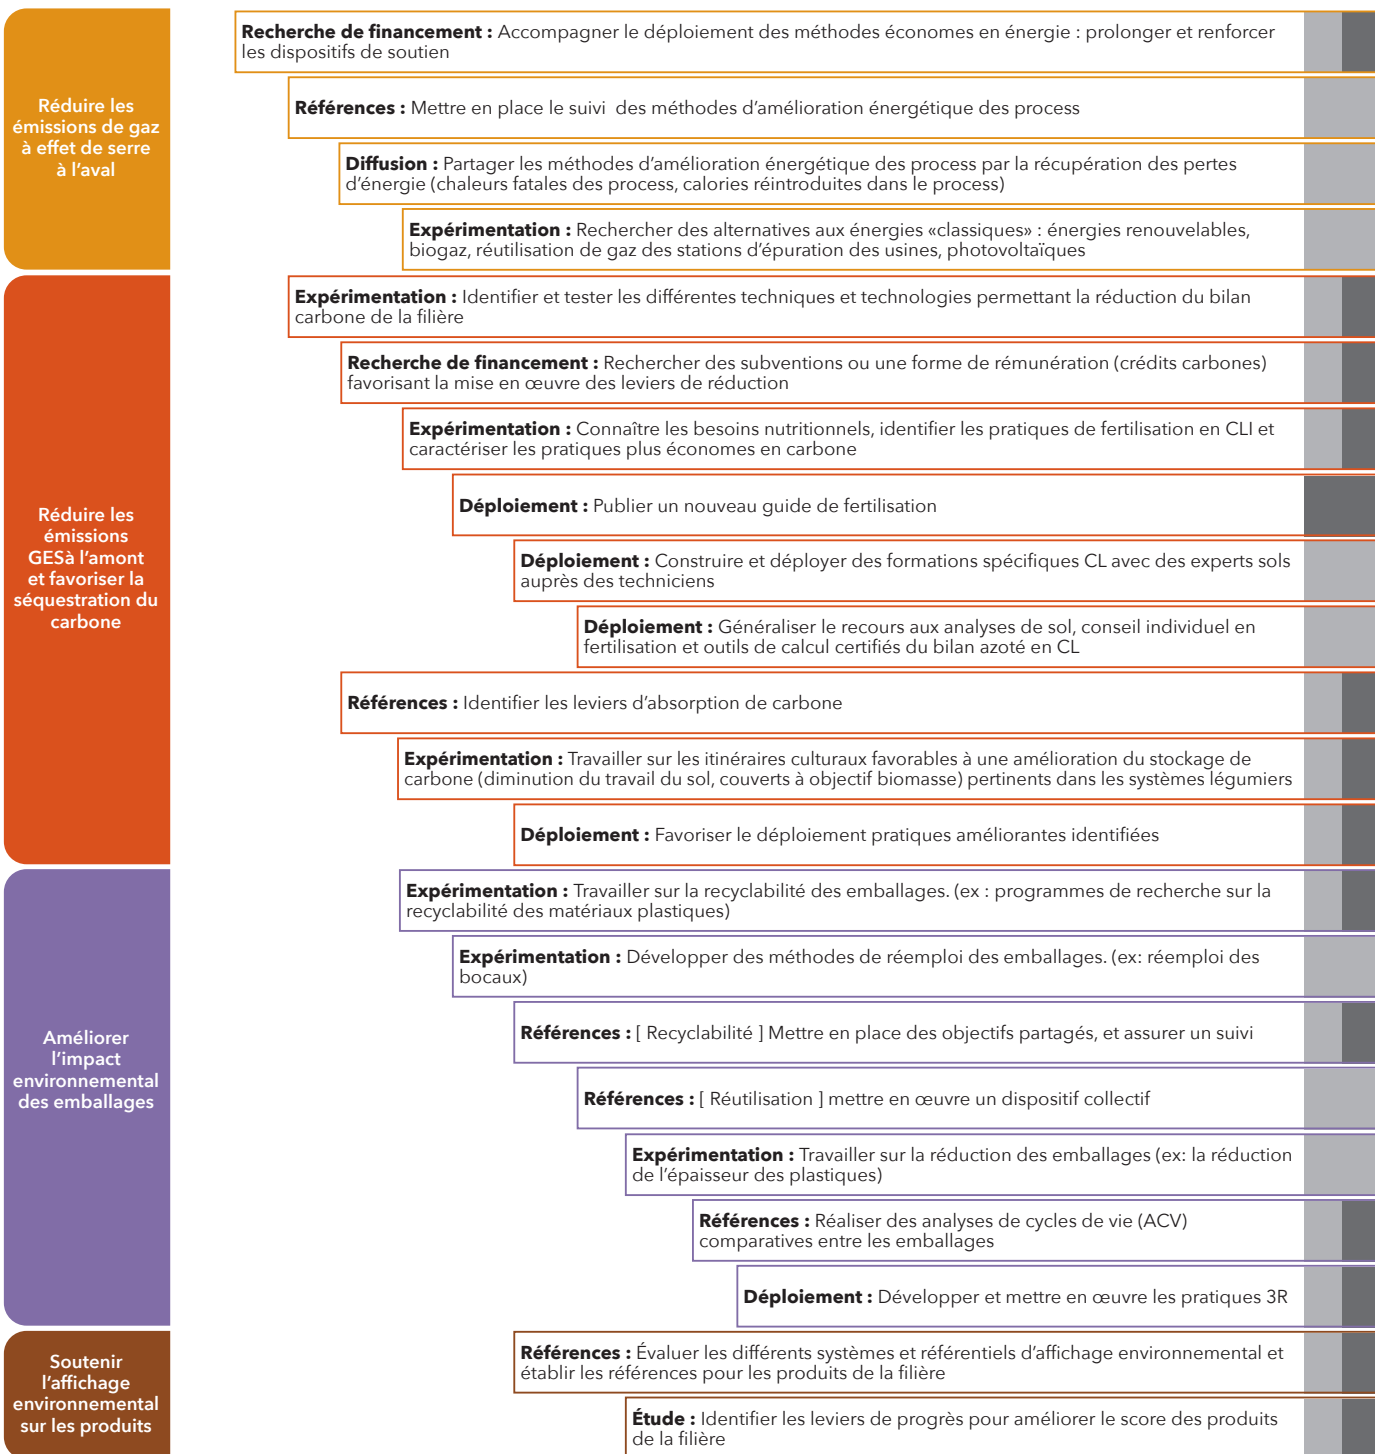 Réduire les
émissions de gaz
à effet de serre
à l’aval
Recherche de financement : Accompagner le déploiement des méthodes économes en énergie : prolonger et renforcer
les dispositifs de soutien
Références : Mettre en place le suivi  des méthodes d’amélioration énergétique des process
Diffusion : Partager les méthodes d’amélioration énergétique des process par la récupération des pertes
d’énergie (chaleurs fatales des process, calories réintroduites dans le process)
Expérimentation : Rechercher des alternatives aux énergies «classiques» : énergies renouvelables,
biogaz, réutilisation de gaz des stations d’épuration des usines, photovoltaïques
Réduire les
émissions
GESà l’amont
et favoriser la
séquestration du
carbone
Expérimentation : Identifier et tester les différentes techniques et technologies permettant la réduction du bilan
carbone de la filière
Recherche de financement : Rechercher des subventions ou une forme de rémunération (crédits carbones)
favorisant la mise en œuvre des leviers de réduction
Expérimentation : Connaître les besoins nutritionnels, identifier les pratiques de fertilisation en CLI et
caractériser les pratiques plus économes en carbone
Déploiement : Publier un nouveau guide de fertilisation
Déploiement : Construire et déployer des formations spécifiques CL avec des experts sols
auprès des techniciens
Déploiement : Généraliser le recours aux analyses de sol, conseil individuel en
fertilisation et outils de calcul certifiés du bilan azoté en CL
Références : Identifier les leviers d’absorption de carbone
Expérimentation : Travailler sur les itinéraires culturaux favorables à une amélioration du stockage de
carbone (diminution du travail du sol, couverts à objectif biomasse) pertinents dans les systèmes légumiers
Déploiement : Favoriser le déploiement pratiques améliorantes identifiées
Améliorer
l’impact
environnemental
des emballages
Expérimentation : Travailler sur la recyclabilité des emballages. (ex : programmes de recherche sur la
recyclabilité des matériaux plastiques)
Expérimentation : Développer des méthodes de réemploi des emballages. (ex: réemploi des
bocaux)
Références : [ Recyclabilité ] Mettre en place des objectifs partagés, et assurer un suivi
Références : [ Réutilisation ] mettre en œuvre un dispositif collectif
Expérimentation : Travailler sur la réduction des emballages (ex: la réduction
de l’épaisseur des plastiques)
Références : Réaliser des analyses de cycles de vie (ACV)
comparatives entre les emballages
Déploiement : Développer et mettre en œuvre les pratiques 3R
Soutenir
l’affichage
environnemental
sur les produits
Références : Évaluer les différents systèmes et référentiels d’affichage environnemental et
établir les références pour les produits de la filière
Étude : Identifier les leviers de progrès pour améliorer le score des produits
de la filière